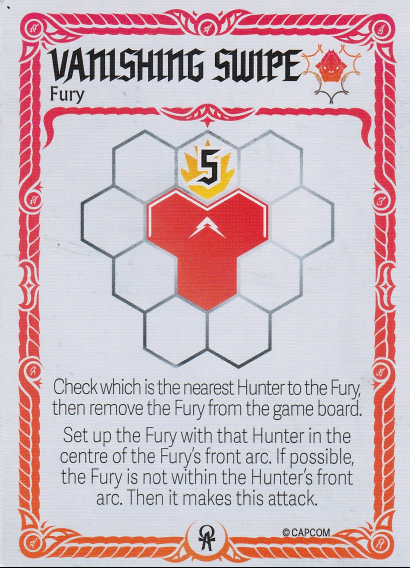 VANISHING SWIPE
Fury
5
Check which is the nearest Hunter to the Fury,
then remove the Fury from the game board.
Set up the Fury with that Hunter in the
centre of the Fury's front arc. If possible,
the Fury is not within the Hunter's front
arc. Then it makes this attack.
© CAPCOM